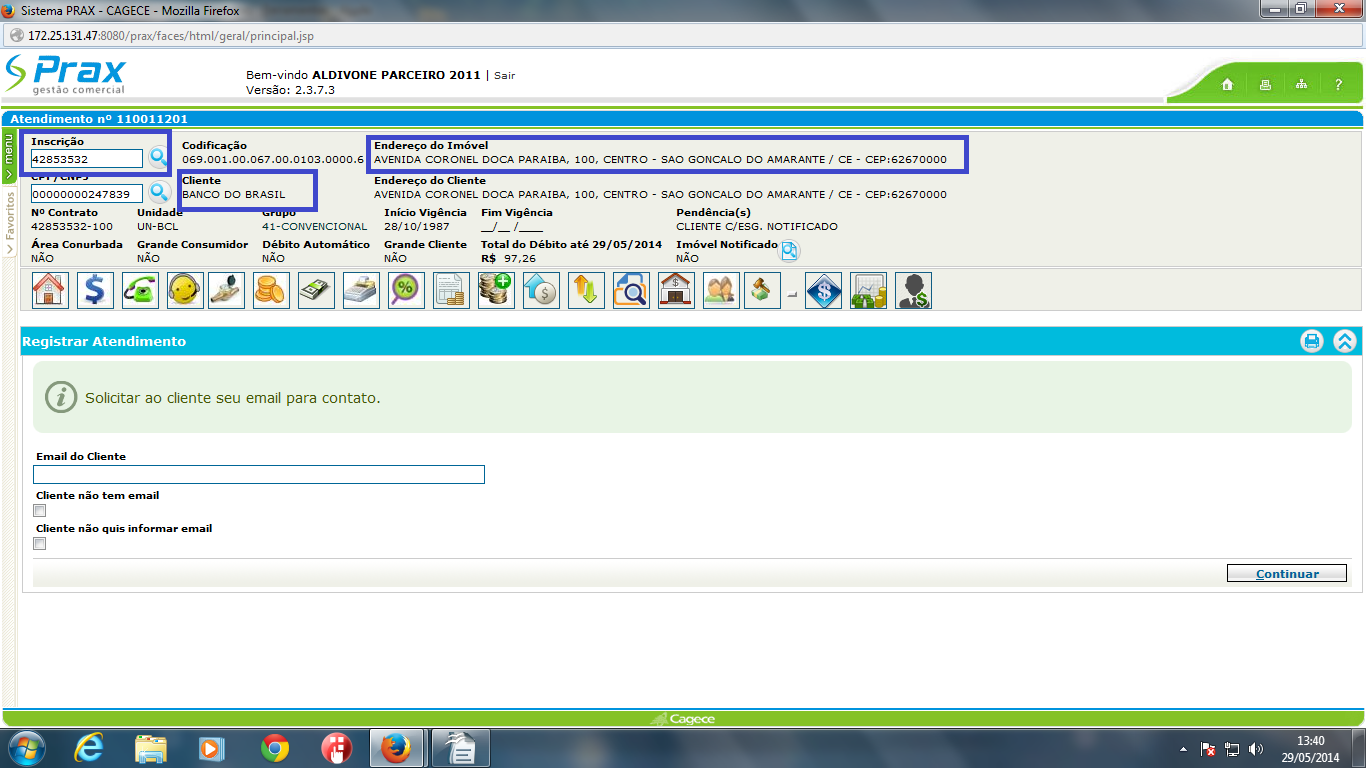 Sistema PRAX - CAGECE - Mozilla Firefox
172.25.131.47:8080/prax/faces/html/geral/principal.jsp
Prax
gestão comercial
Bem-vindo ALDIVONE PARCEIRO 2011 | Sair
Versão: 2.3.7.3
?
Atendimento nº 110011201
menu
Favoritos
Inscrição Codificação Endereço do Imóvel
42853532 069.001.00.067.00.0103.0000.6 AVENIDA CORONEL DOCA PARAIBA, 100, CENTRO - SAO GONCALO DO AMARANTE / CE - CEP:62670000
CPF/CNPJ Cliente Endereço do Cliente
00000000247839 BANCO DO BRASIL AVENIDA CORONEL DOCA PARAIBA, 100, CENTRO - SAO GONCALO DO AMARANTE / CE - CEP:62670000
Nº Contrato Unidade Grupo Início Vigência Fim Vigência Pendência(s)
42853532-100 UN-BCL 41-CONVENCIONAL 28/10/1987 __/__/____ CLIENTE C/ESG. NOTIFICADO
Área Conurbada Grande Consumidor Débito Automático Grande Cliente Total do Débito até 29/05/2014 Imóvel Notificado
NÃO NÃO NÃO NÃO R$ 97,26 NÃO
Registrar Atendimento
Solicitar ao cliente seu email para contato.
Email do Cliente
Cliente não tem email
Cliente não quis informar email
Continuar
Cagece
13:40
29/05/2014